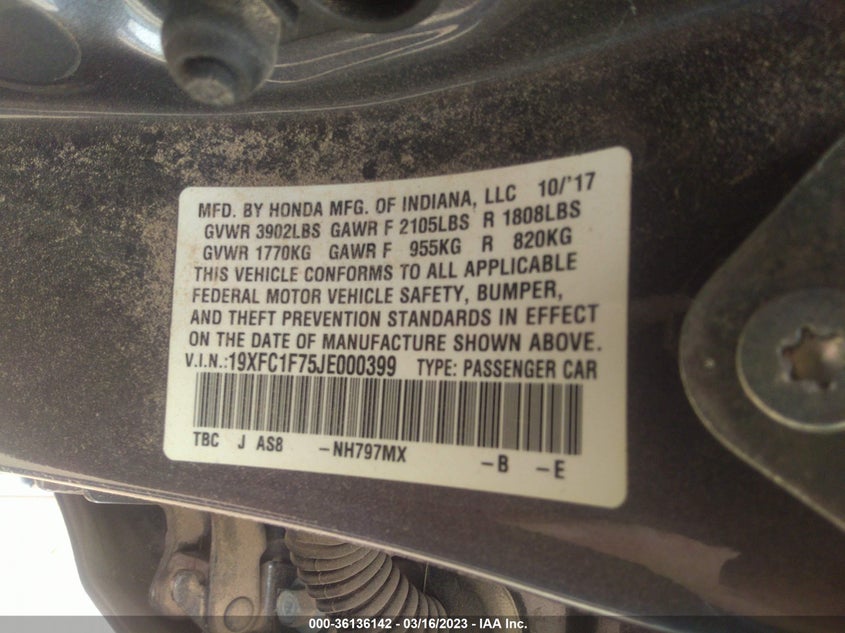 MFD. BY HONDA MFG. OF INDIANA, LLC 10/'17
GVWR 3902LBS GAWR F 2105LBS R 1808LBS
GVWR 1770KG GAWR F 955KG R 820KG
THIS VEHICLE CONFORMS TO ALL APPLICABLE
FEDERAL MOTOR VEHICLE SAFETY, BUMPER,
AND THEFT PREVENTION STANDARDS IN EFFECT
ON THE DATE OF MANUFACTURE SHOWN ABOVE.
V.I.N.:19XFC1F75JE000399 TYPE: PASSENGER CAR
TBC J AS8 -NH797MX -B -E
000-36136142 - 03/16/2023 - IAA Inc.